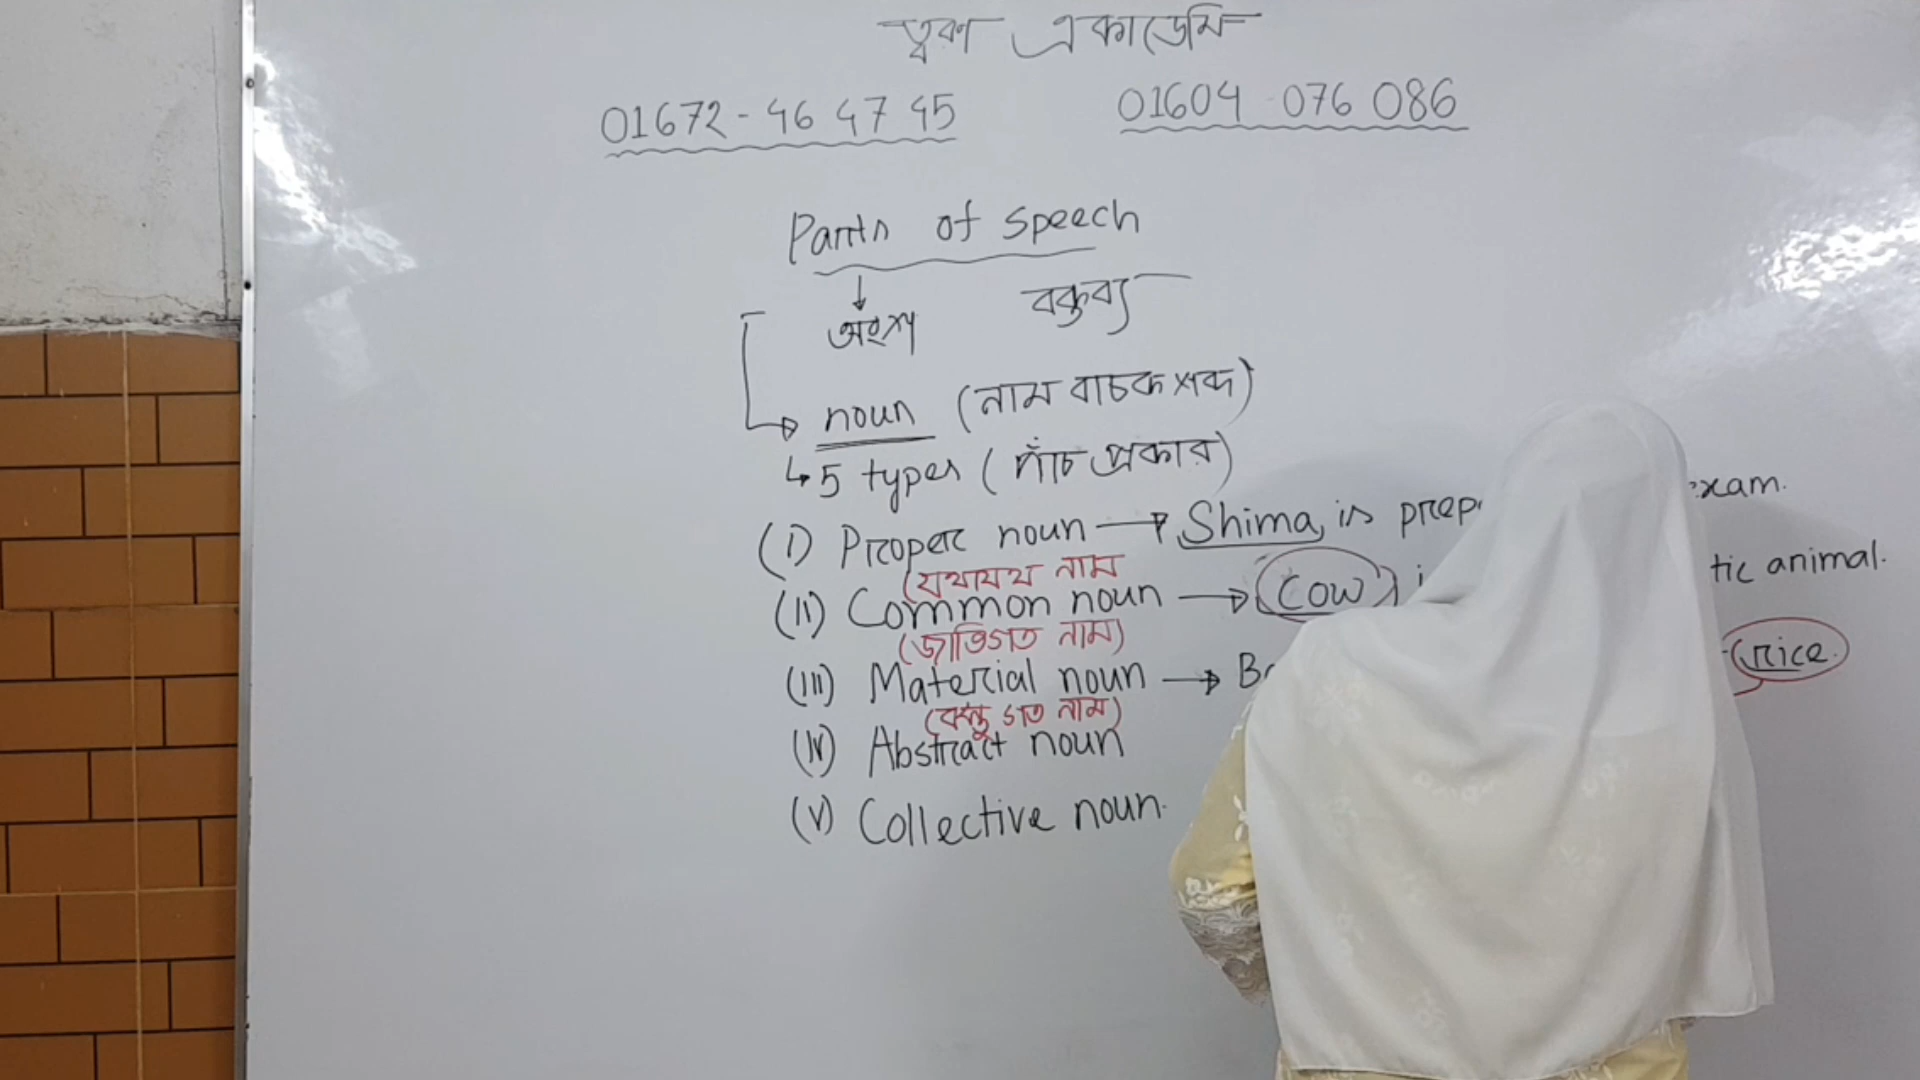 ত্বরণ একাডেমি
01672-46 47 45 01604 076 086
Parts of speech
অংশ বক্তব্য
noun (নাম বাচক শব্দ)
5 types (পাঁচ প্রকার)
(I) Proper noun → Shima is exam.
(যথাযথ নাম
(II) Common noun → Cow animal.
(জাতিগত নাম)
(III) Material noun → rice.
(বস্তু গত নাম)
(IV) Abstract noun
(V) Collective noun.